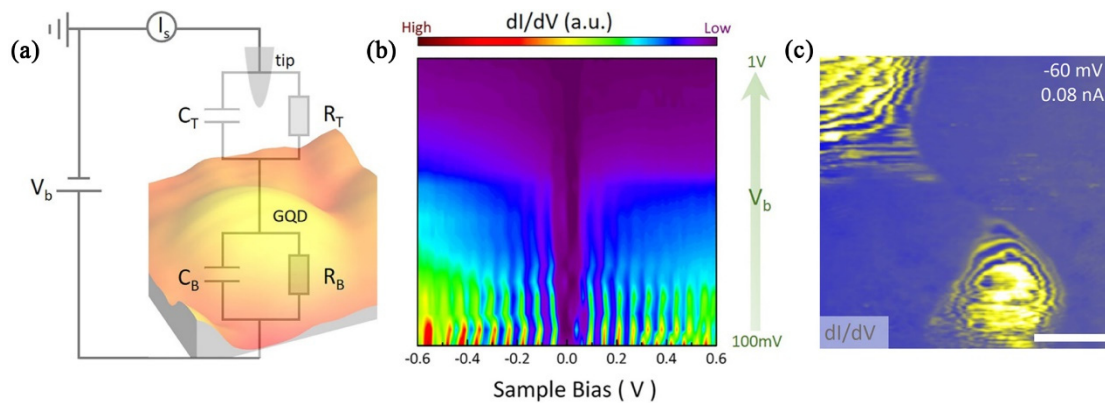 (a)
I_s
tip
C_T
R_T
V_b
GQD
C_B
R_B
(b)
dI/dV (a.u.)
High
Low
1V
V_b
100mV
-0.6 -0.4 -0.2 0.0 0.2 0.4 0.6
Sample Bias ( V )
(c)
-60 mV
0.08 nA
dI/dV